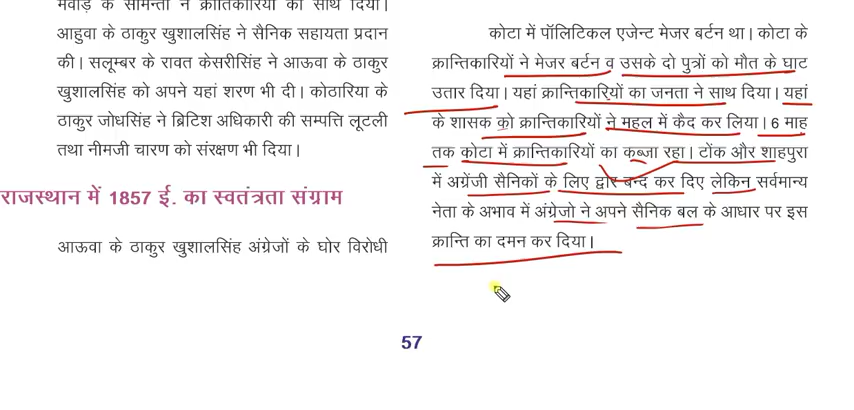 मेवाड़ के सामन्तों ने क्रांतिकारियों का साथ दिया।
आहुवा के ठाकुर खुशालसिंह ने सैनिक सहायता प्रदान
की। सलूम्बर के रावत केसरीसिंह ने आऊवा के ठाकुर
खुशालसिंह को अपने यहां शरण भी दी। कोठारिया के
ठाकुर जोधसिंह ने ब्रिटिश अधिकारी की सम्पत्ति लूटली
तथा नीमजी चारण को संरक्षण भी दिया।
राजस्थान में 1857 ई. का स्वतंत्रता संग्राम
आऊवा के ठाकुर खुशालसिंह अंग्रेजों के घोर विरोधी
कोटा में पॉलिटिकल एजेन्ट मेजर बर्टन था। कोटा के
क्रान्तिकारियों ने मेजर बर्टन व उसके दो पुत्रों को मौत के घाट
उतार दिया। यहां क्रान्तिकारियों का जनता ने साथ दिया। यहां
के शासक को क्रान्तिकारियों ने महल में कैद कर लिया। 6 माह
तक कोटा में क्रान्तिकारियों का कब्जा रहा। टोंक और शाहपुरा
में अग्रेंजी सैनिकों के लिए द्वार बन्द कर दिए लेकिन सर्वमान्य
नेता के अभाव में अंग्रेजो ने अपने सैनिक बल के आधार पर इस
क्रान्ति का दमन कर दिया।
57